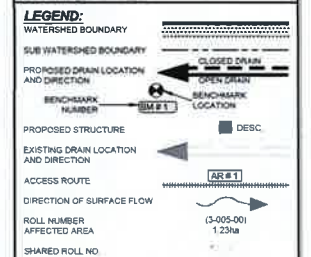 LEGEND:
WATERSHED BOUNDARY
SUB WATERSHED BOUNDARY
CLOSED DRAIN
PROPOSED DRAIN LOCATION
AND DIRECTION
OPEN DRAIN
BENCHMARK
NUMBER
BM # 1
BENCHMARK
LOCATION
PROPOSED STRUCTURE
DESC.
EXISTING DRAIN LOCATION
AND DIRECTION
ACCESS ROUTE
AR # 1
DIRECTION OF SURFACE FLOW
ROLL NUMBER
AFFECTED AREA
(3-005-00)
1.23ha
SHARED ROLL NO.